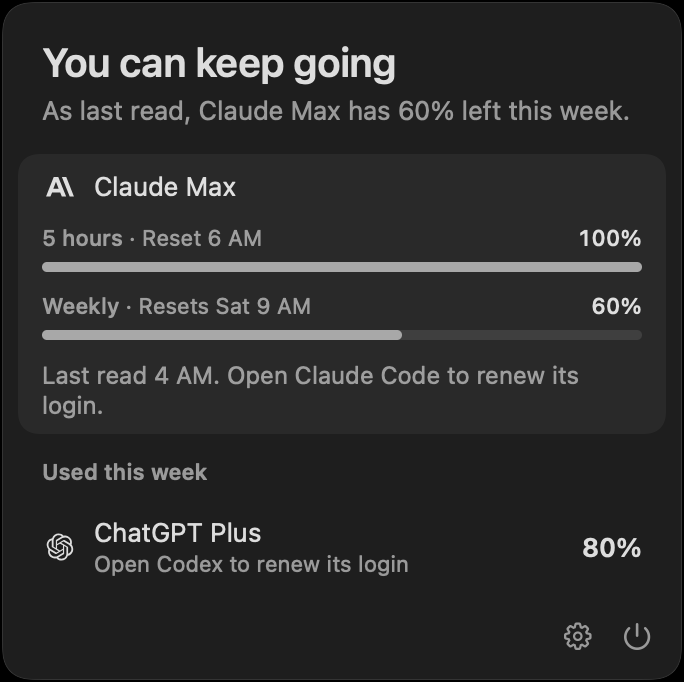 You can keep going
As last read, Claude Max has 60% left this week.
Claude Max
5 hours · Reset 6 AM 100%
Weekly · Resets Sat 9 AM 60%
Last read 4 AM. Open Claude Code to renew its
login.
Used this week
ChatGPT Plus
Open Codex to renew its login
80%